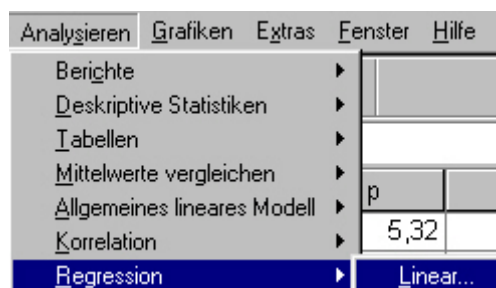 Analysieren Grafiken Extras Fenster Hilfe
Berichte
Deskriptive Statistiken
Tabellen
Mittelwerte vergleichen
Allgemeines lineares Modell
Korrelation
Regression
Linear...
p
5,32